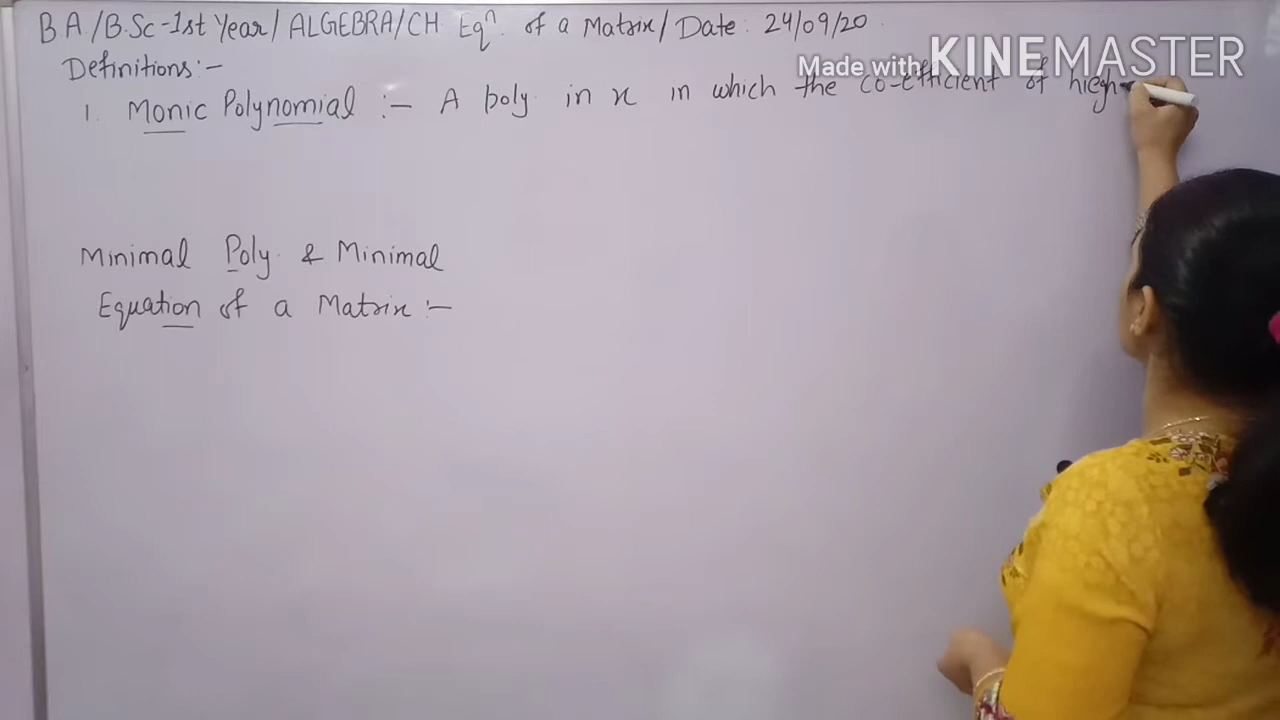 B.A/B.Sc-1st Year/ALGEBRA/CH. Eqn. of a Matrix/Date: 24/09/20.
Made with KINEMASTER
Definitions:-
1. Monic Polynomial :- A poly. in x in which the co-efficient of hiegh
Minimal Poly. & Minimal
Equation of a Matrix :-